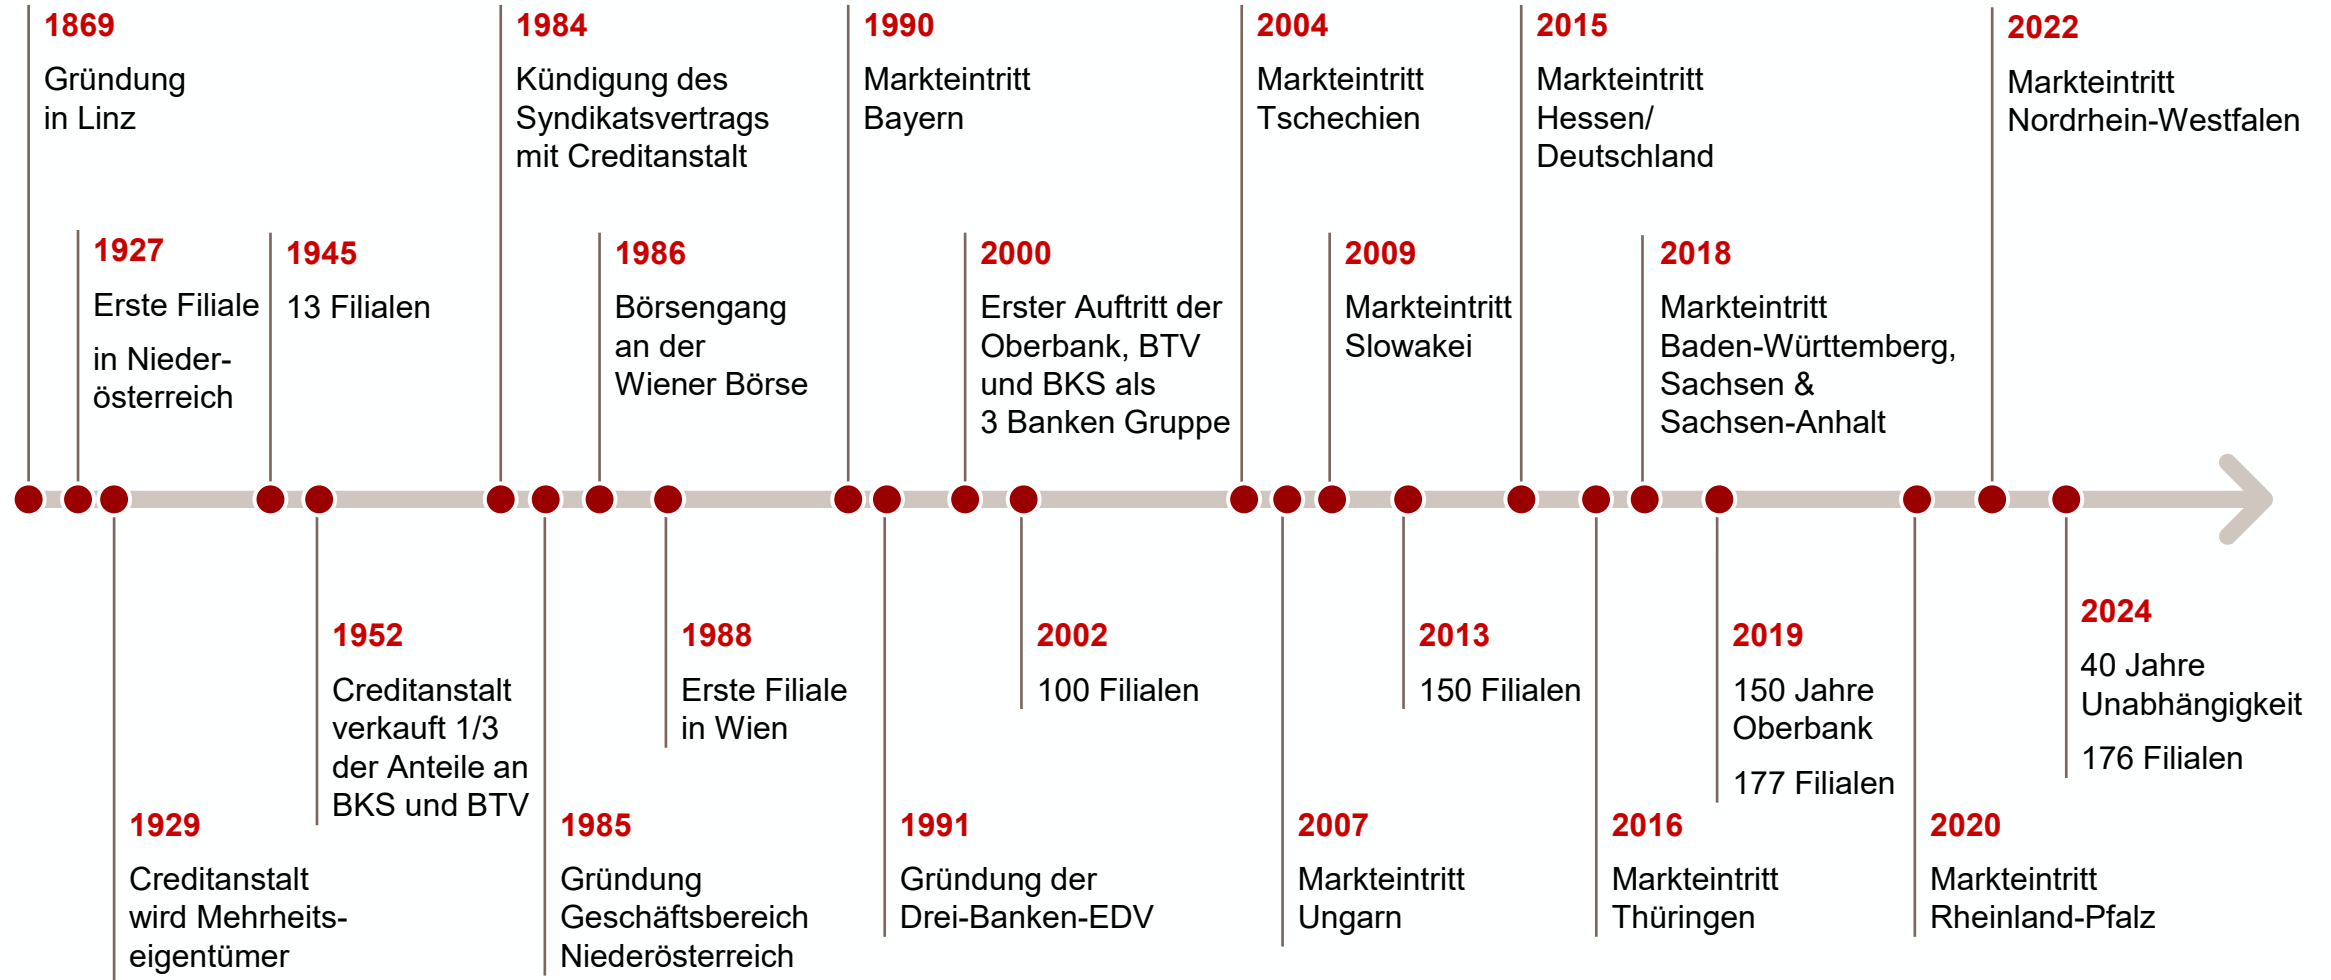 1869
Gründung
in Linz
1984
Kündigung des
Syndikatsvertrags
mit Creditanstalt
1990
Markteintritt
Bayern
2004
Markteintritt
Tschechien
2015
Markteintritt
Hessen/
Deutschland
2022
Markteintritt
Nordrhein-Westfalen
1927
Erste Filiale
in Nieder-
österreich
1945
13 Filialen
1986
Börsengang
an der
Wiener Börse
2000
Erster Auftritt der
Oberbank, BTV
und BKS als
3 Banken Gruppe
2009
Markteintritt
Slowakei
2018
Markteintritt
Baden-Württemberg,
Sachsen &
Sachsen-Anhalt
1952
Creditanstalt
verkauft 1/3
der Anteile an
BKS und BTV
1988
Erste Filiale
in Wien
2002
100 Filialen
2013
150 Filialen
2019
150 Jahre
Oberbank
177 Filialen
2024
40 Jahre
Unabhängigkeit
176 Filialen
1929
Creditanstalt
wird Mehrheits-
eigentümer
1985
Gründung
Geschäftsbereich
Niederösterreich
1991
Gründung der
Drei-Banken-EDV
2007
Markteintritt
Ungarn
2016
Markteintritt
Thüringen
2020
Markteintritt
Rheinland-Pfalz